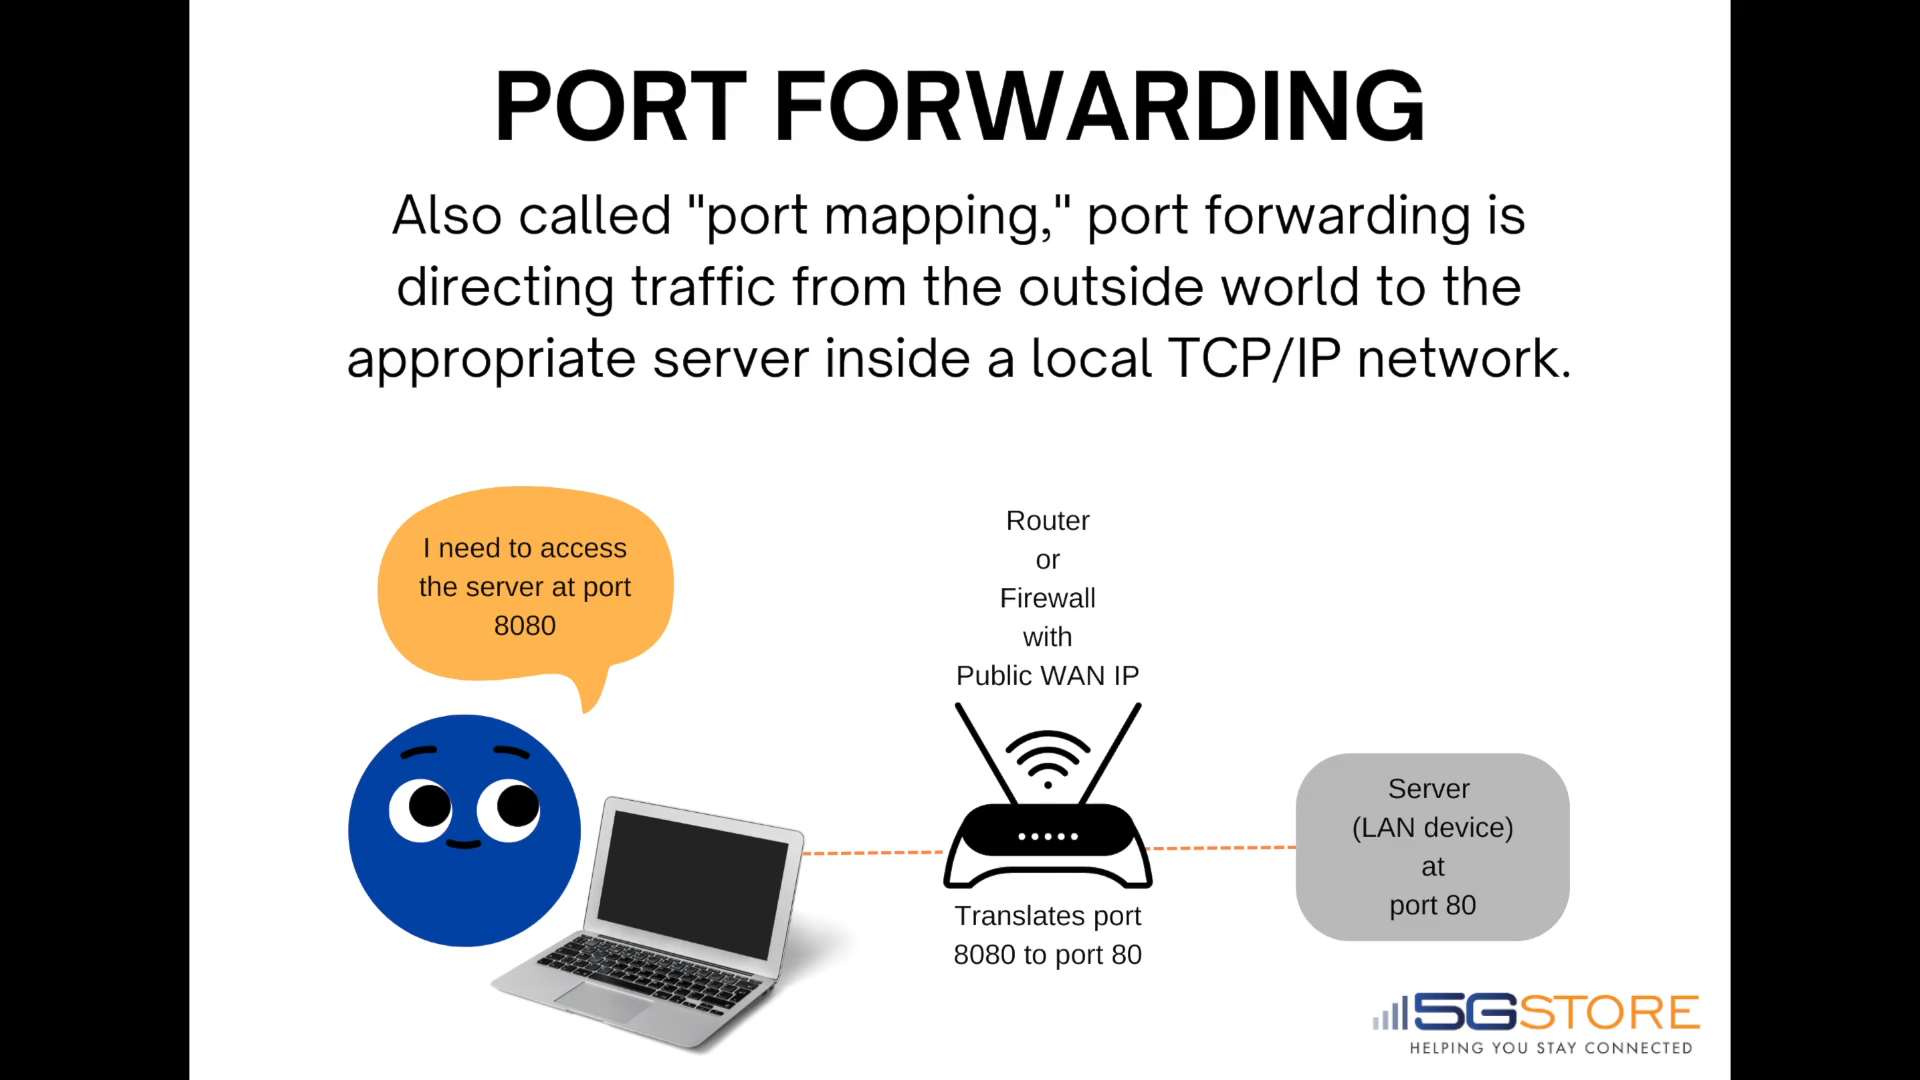 PORT FORWARDING
Also called "port mapping," port forwarding is
directing traffic from the outside world to the
appropriate server inside a local TCP/IP network.
I need to access
the server at port
8080
Router
or
Firewall
with
Public WAN IP
Translates port
8080 to port 80
Server
(LAN device)
at
port 80
5GSTORE
HELPING YOU STAY CONNECTED